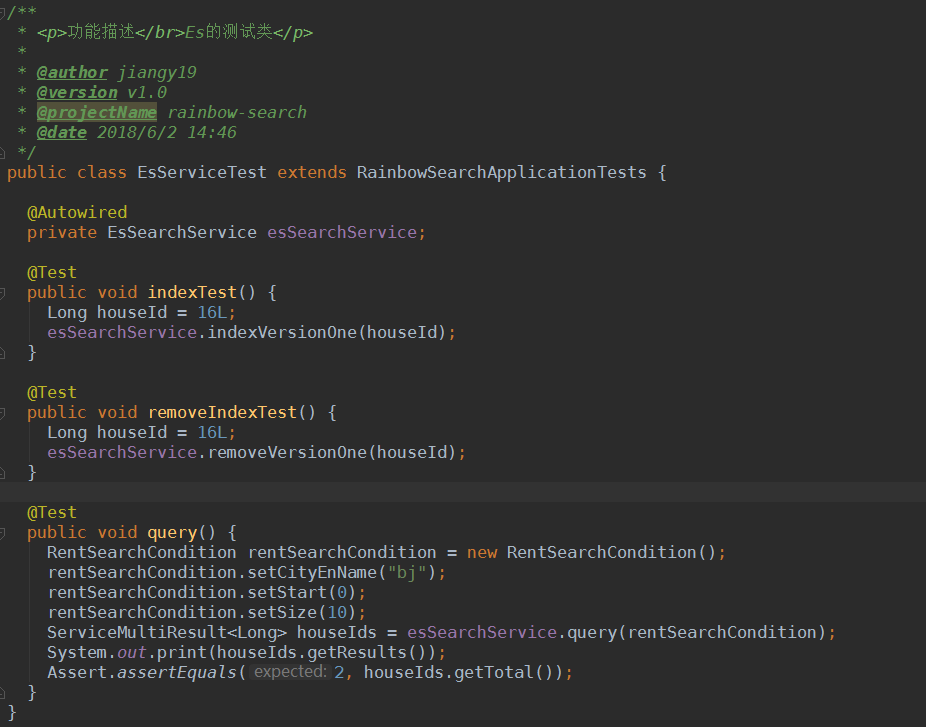 /**
 * <p>功能描述</br>Es的测试类</p>
 *
 * @author jiangy19
 * @version v1.0
 * @projectName rainbow-search
 * @date 2018/6/2 14:46
 */
public class EsServiceTest extends RainbowSearchApplicationTests {

  @Autowired
  private EsSearchService esSearchService;

  @Test
  public void indexTest() {
    Long houseId = 16L;
    esSearchService.indexVersionOne(houseId);
  }

  @Test
  public void removeIndexTest() {
    Long houseId = 16L;
    esSearchService.removeVersionOne(houseId);
  }

  @Test
  public void query() {
    RentSearchCondition rentSearchCondition = new RentSearchCondition();
    rentSearchCondition.setCityEnName("bj");
    rentSearchCondition.setStart(0);
    rentSearchCondition.setSize(10);
    ServiceMultiResult<Long> houseIds = esSearchService.query(rentSearchCondition);
    System.out.print(houseIds.getResults());
    Assert.assertEquals( expected: 2, houseIds.getTotal());
  }
}